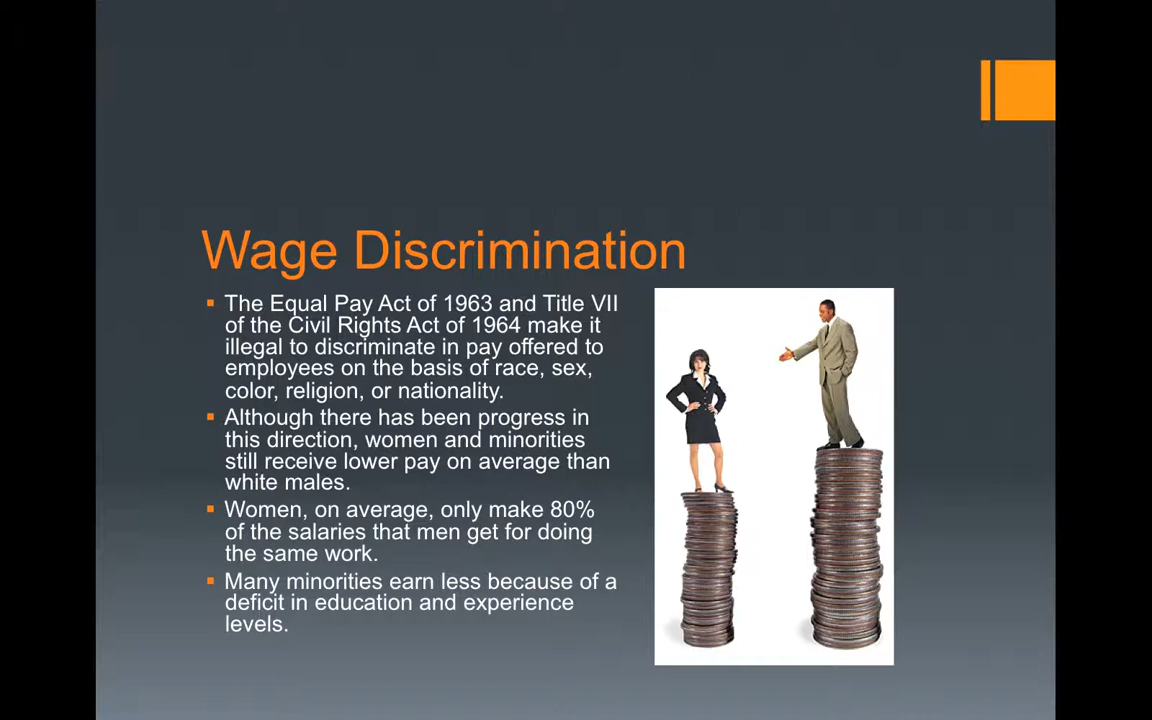 Wage Discrimination
▪ The Equal Pay Act of 1963 and Title VII
of the Civil Rights Act of 1964 make it
illegal to discriminate in pay offered to
employees on the basis of race, sex,
color, religion, or nationality.
▪ Although there has been progress in
this direction, women and minorities
still receive lower pay on average than
white males.
▪ Women, on average, only make 80%
of the salaries that men get for doing
the same work.
▪ Many minorities earn less because of a
deficit in education and experience
levels.